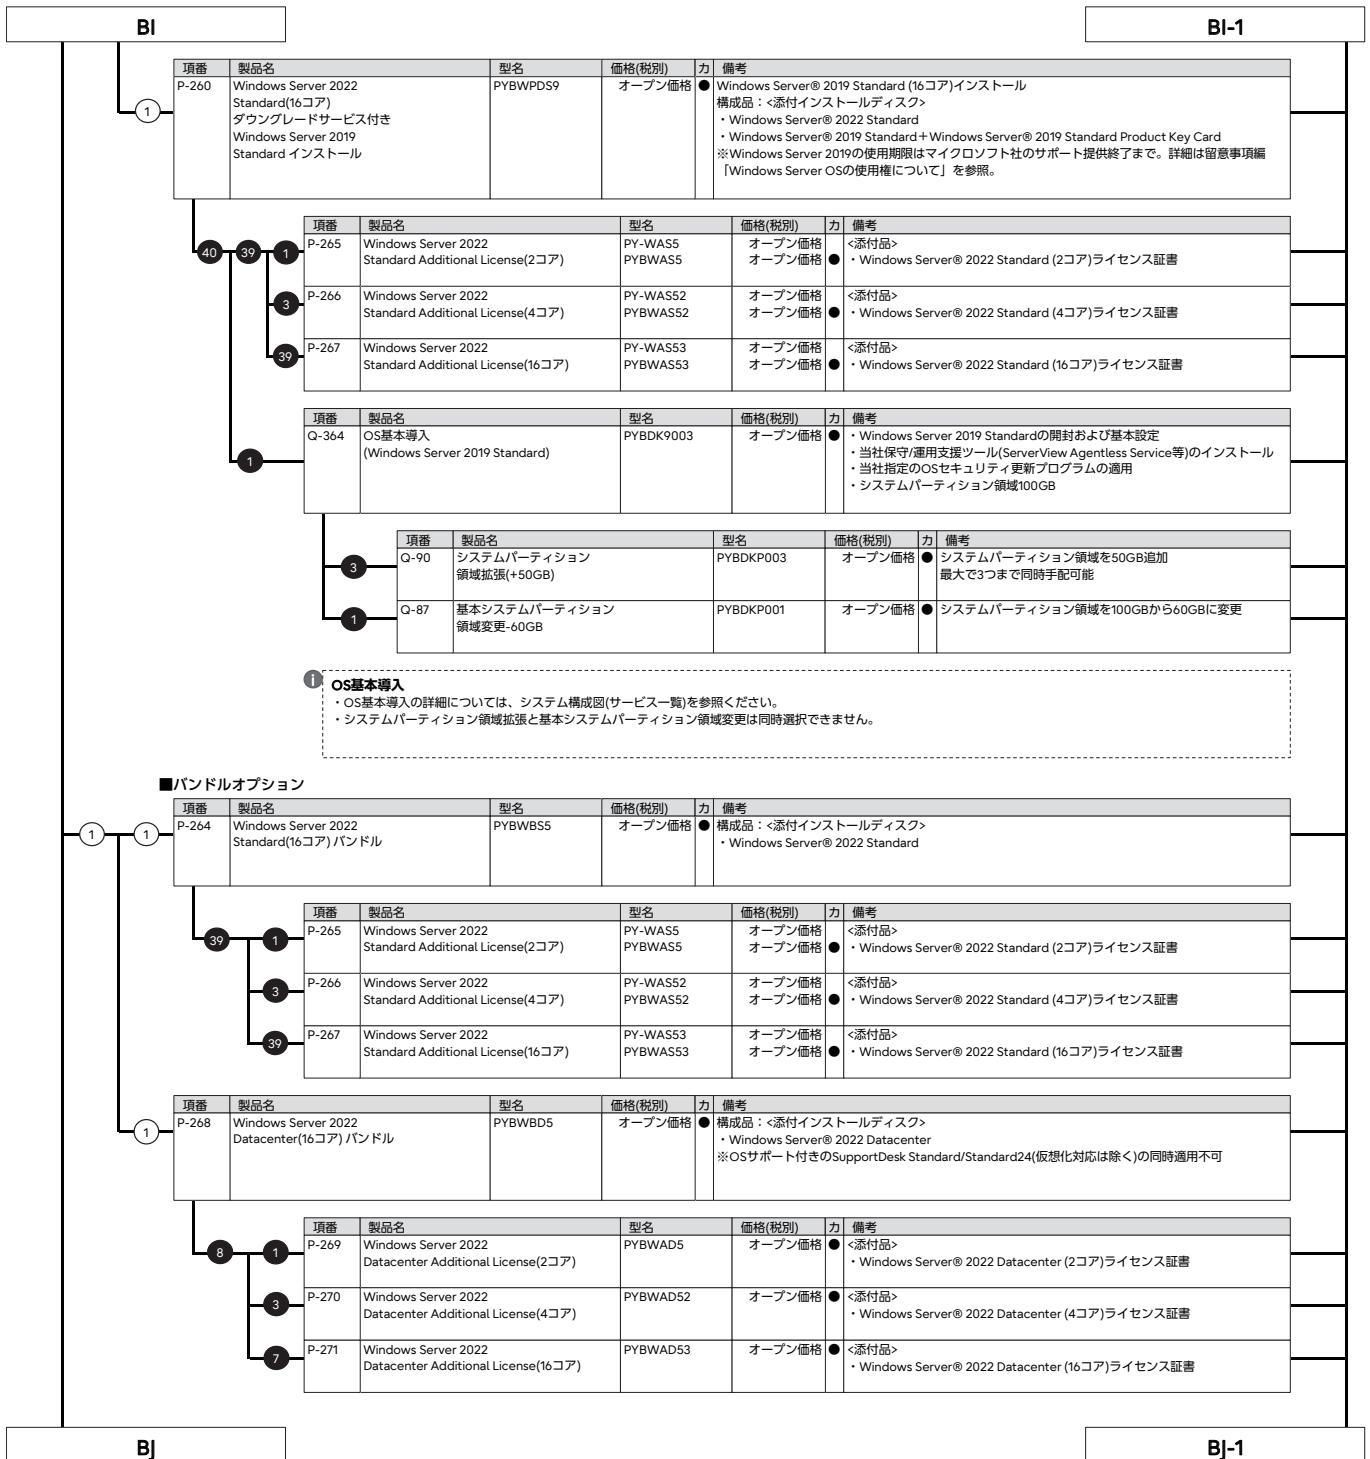 BI
BI-1
項番 製品名 型名 価格(税別) カ 備考
P-260 Windows Server 2022 PYBWPDS9 オープン価格 ● Windows Server® 2019 Standard (16コア)インストール
Standard(16コア) 構成品：<添付インストールディスク>
ダウングレードサービス付き ・Windows Server® 2022 Standard
Windows Server 2019 ・Windows Server® 2019 Standard＋Windows Server® 2019 Standard Product Key Card
Standard インストール ※Windows Server 2019の使用期限はマイクロソフト社のサポート提供終了まで。詳細は留意事項編
「Windows Server OSの使用権について」を参照。
1
項番 製品名 型名 価格(税別) カ 備考
40 39 1 P-265 Windows Server 2022 PY-WAS5 オープン価格 <添付品>
Standard Additional License(2コア) PYBWAS5 オープン価格 ● ・Windows Server® 2022 Standard (2コア)ライセンス証書
3 P-266 Windows Server 2022 PY-WAS52 オープン価格 <添付品>
Standard Additional License(4コア) PYBWAS52 オープン価格 ● ・Windows Server® 2022 Standard (4コア)ライセンス証書
39 P-267 Windows Server 2022 PY-WAS53 オープン価格 <添付品>
Standard Additional License(16コア) PYBWAS53 オープン価格 ● ・Windows Server® 2022 Standard (16コア)ライセンス証書
項番 製品名 型名 価格(税別) カ 備考
Q-364 OS基本導入 PYBDK9003 オープン価格 ● ・Windows Server 2019 Standardの開封および基本設定
(Windows Server 2019 Standard) ・当社保守/運用支援ツール(ServerView Agentless Service等)のインストール
1 ・当社指定のOSセキュリティ更新プログラムの適用
・システムパーティション領域100GB
項番 製品名 型名 価格(税別) カ 備考
3 Q-90 システムパーティション PYBDKP003 オープン価格 ● システムパーティション領域を50GB追加
領域拡張(+50GB) 最大で3つまで同時手配可能
1 Q-87 基本システムパーティション PYBDKP001 オープン価格 ● システムパーティション領域を100GBから60GBに変更
領域変更-60GB
i OS基本導入
・OS基本導入の詳細については、システム構成図(サービス一覧)を参照ください。
・システムパーティション領域拡張と基本システムパーティション領域変更は同時選択できません。
■バンドルオプション
項番 製品名 型名 価格(税別) カ 備考
1 1 P-264 Windows Server 2022 PYBWBS5 オープン価格 ● 構成品：<添付インストールディスク>
Standard(16コア) バンドル ・Windows Server® 2022 Standard
項番 製品名 型名 価格(税別) カ 備考
39 1 P-265 Windows Server 2022 PY-WAS5 オープン価格 <添付品>
Standard Additional License(2コア) PYBWAS5 オープン価格 ● ・Windows Server® 2022 Standard (2コア)ライセンス証書
3 P-266 Windows Server 2022 PY-WAS52 オープン価格 <添付品>
Standard Additional License(4コア) PYBWAS52 オープン価格 ● ・Windows Server® 2022 Standard (4コア)ライセンス証書
39 P-267 Windows Server 2022 PY-WAS53 オープン価格 <添付品>
Standard Additional License(16コア) PYBWAS53 オープン価格 ● ・Windows Server® 2022 Standard (16コア)ライセンス証書
項番 製品名 型名 価格(税別) カ 備考
1 P-268 Windows Server 2022 PYBWBD5 オープン価格 ● 構成品：<添付インストールディスク>
Datacenter(16コア) バンドル ・Windows Server® 2022 Datacenter
※OSサポート付きのSupportDesk Standard/Standard24(仮想化対応は除く)の同時適用不可
項番 製品名 型名 価格(税別) カ 備考
8 1 P-269 Windows Server 2022 PYBWAD5 オープン価格 ● <添付品>
Datacenter Additional License(2コア) ・Windows Server® 2022 Datacenter (2コア)ライセンス証書
3 P-270 Windows Server 2022 PYBWAD52 オープン価格 ● <添付品>
Datacenter Additional License(4コア) ・Windows Server® 2022 Datacenter (4コア)ライセンス証書
7 P-271 Windows Server 2022 PYBWAD53 オープン価格 ● <添付品>
Datacenter Additional License(16コア) ・Windows Server® 2022 Datacenter (16コア)ライセンス証書
BJ
BJ-1